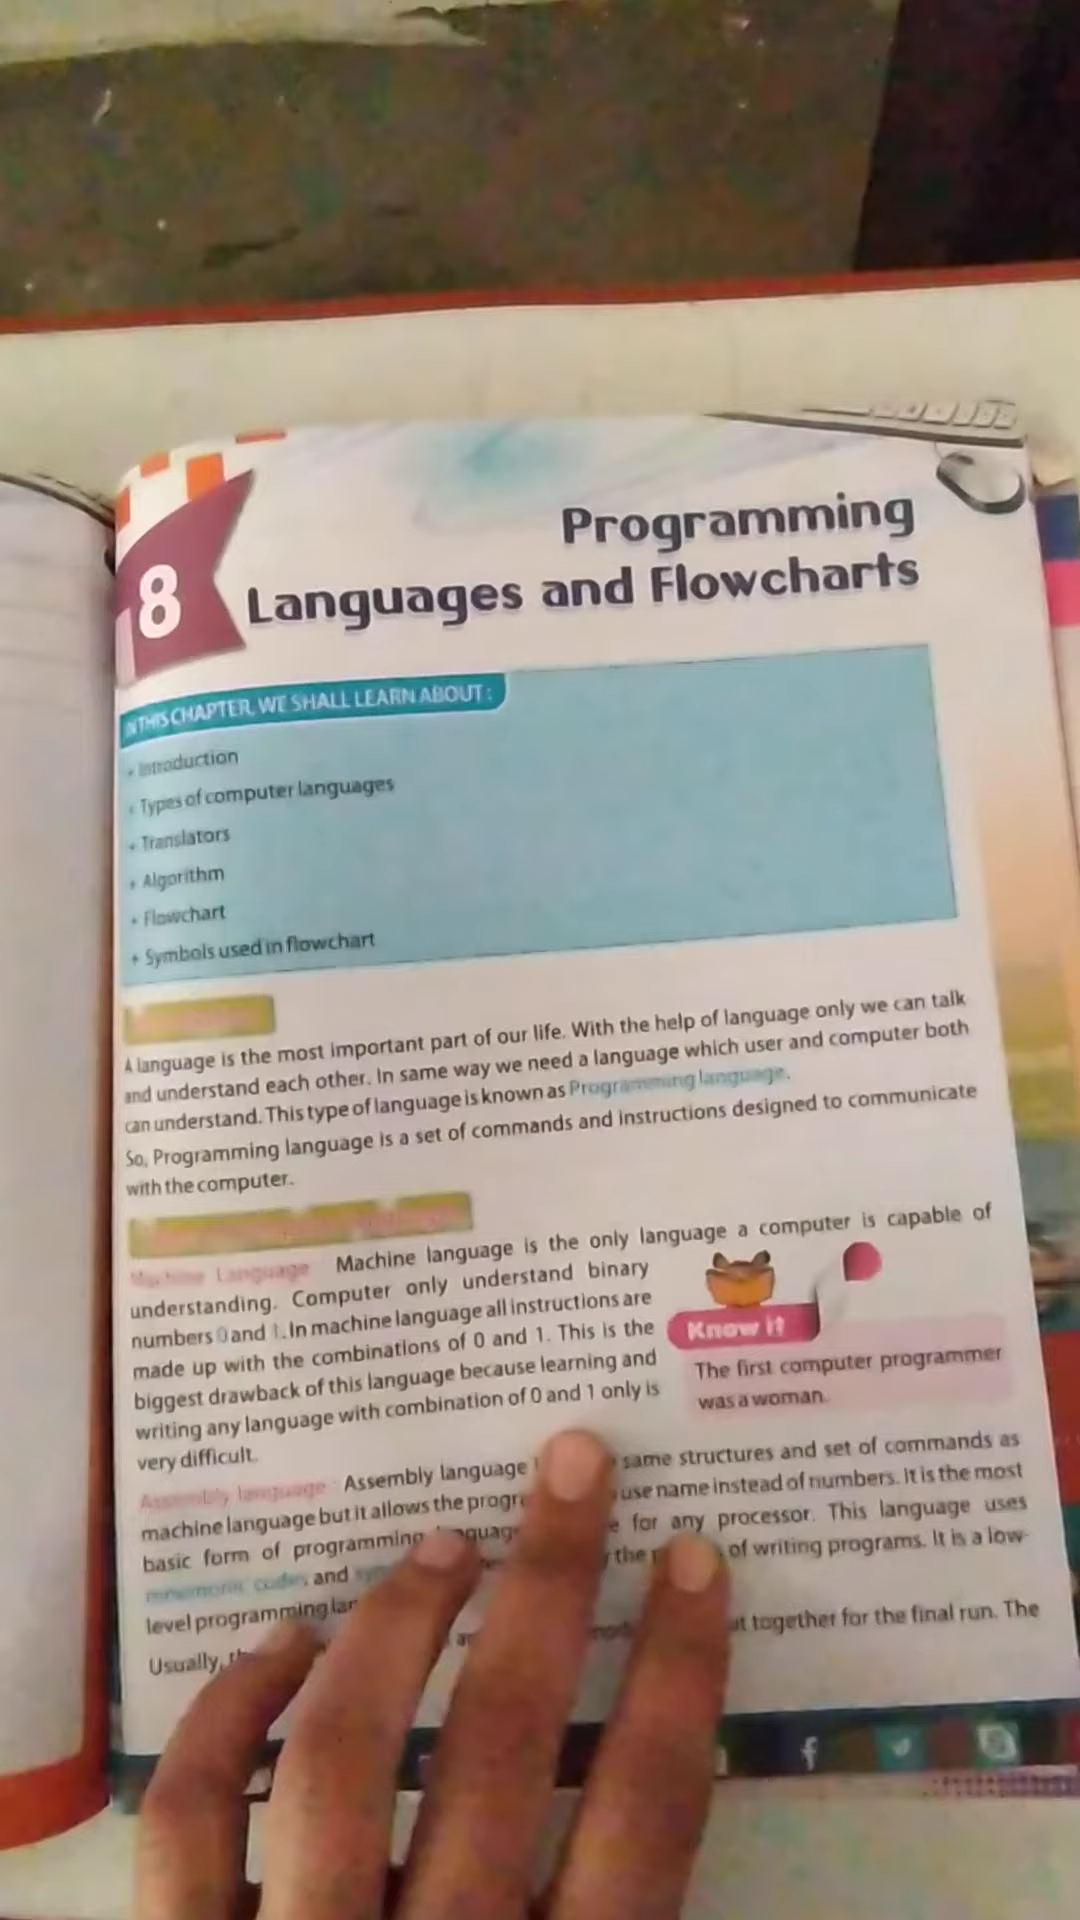 8
Programming
Languages and Flowcharts
IN THIS CHAPTER, WE SHALL LEARN ABOUT :
Introduction
Types of computer languages
Translators
Algorithm
Flowchart
Symbols used in flowchart
A language is the most important part of our life. With the help of language only we can talk
and understand each other. In same way we need a language which user and computer both
can understand. This type of language is known as Programming language.
So, Programming language is a set of commands and instructions designed to communicate
with the computer.
Machine Language Machine language is the only language a computer is capable of
understanding. Computer only understand binary
numbers 0 and 1. In machine language all instructions are
made up with the combinations of 0 and 1. This is the
biggest drawback of this language because learning and
writing any language with combination of 0 and 1 only is
very difficult.
Know it
The first computer programmer
was a woman.
Assembly language Assembly language same structures and set of commands as
machine language but it allows the use name instead of numbers. It is the most
basic form of programming for any processor. This language uses
mnemonic codes and the of writing programs. It is a low-
level programming
Usually, together for the final run. The
f